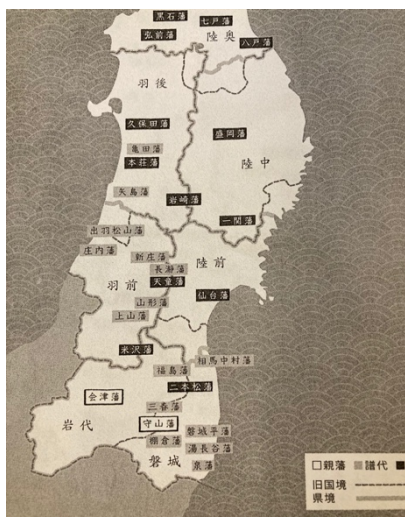 黒石藩
七戸藩
弘前藩
陸奥
八戸藩
羽後
久保田藩
盛岡藩
亀田藩
本荘藩
陸中
矢島藩
岩崎藩
一関藩
出羽松山藩
庄内藩
新庄藩
陸前
長瀞藩
天童藩
羽前
仙台藩
山形藩
上山藩
米沢藩
相馬中村藩
福島藩
二本松藩
会津藩
三春藩
守山藩
岩代
磐城平藩
棚倉藩
湯長谷藩
磐城
泉藩
親藩 譜代
旧国境
県境